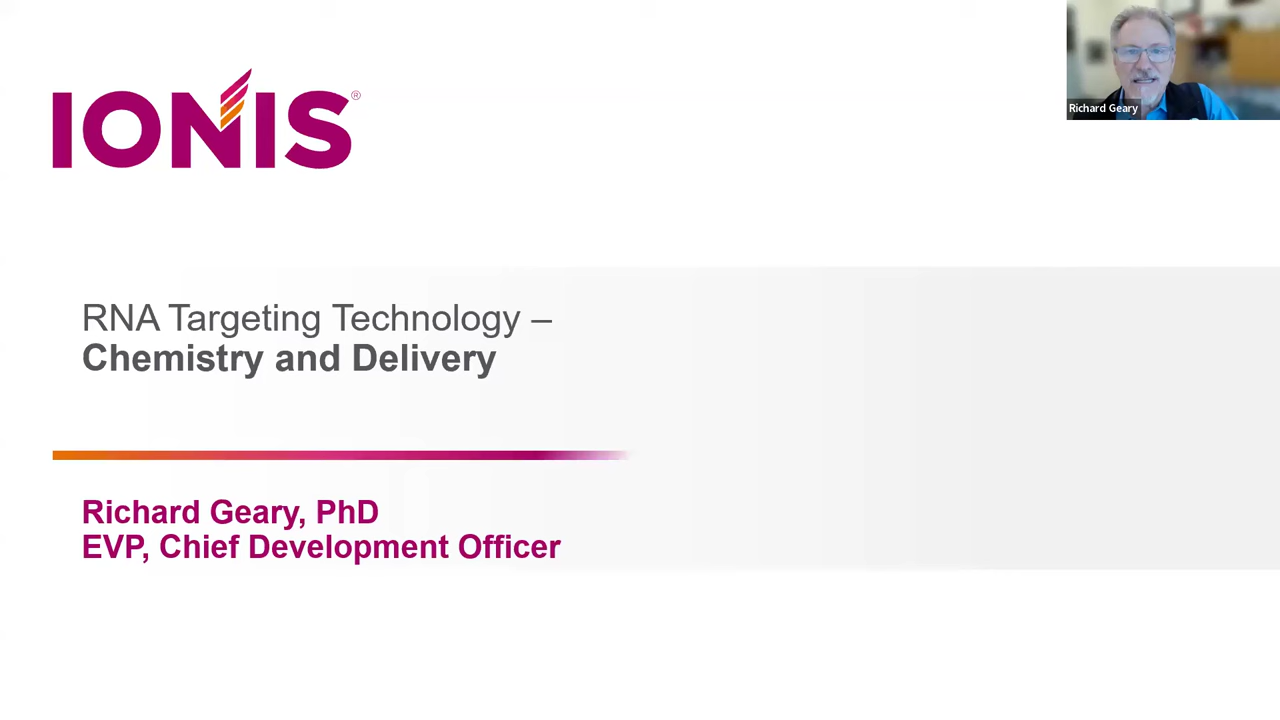 IONIS®
Richard Geary
RNA Targeting Technology –
Chemistry and Delivery
Richard Geary, PhD
EVP, Chief Development Officer